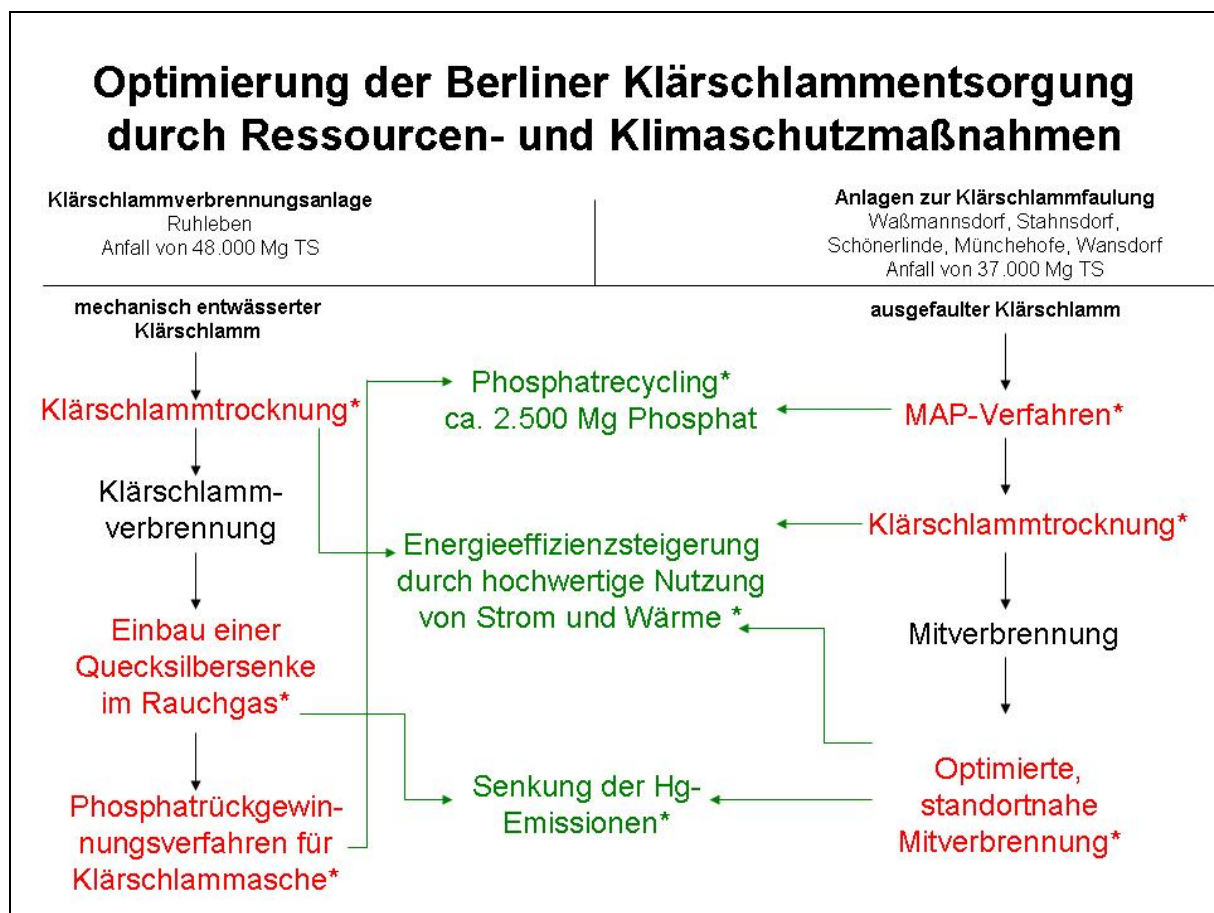 Optimierung der Berliner Klärschlammentsorgung
durch Ressourcen- und Klimaschutzmaßnahmen
Klärschlammverbrennungsanlage
Ruhleben
Anfall von 48.000 Mg TS
Anlagen zur Klärschlammfaulung
Waßmannsdorf, Stahnsdorf,
Schönerlinde, Münchehofe, Wansdorf
Anfall von 37.000 Mg TS
mechanisch entwässerter
Klärschlamm
Klärschlammtrocknung*
Klärschlamm-
verbrennung
Einbau einer
Quecksilbersenke
im Rauchgas*
Phosphatrückgewin-
nungsverfahren für
Klärschlammasche*
Phosphatrecycling*
ca. 2.500 Mg Phosphat
Energieeffizienzsteigerung
durch hochwertige Nutzung
von Strom und Wärme *
Senkung der Hg-
Emissionen*
ausgefaulter Klärschlamm
MAP-Verfahren*
Klärschlammtrocknung*
Mitverbrennung
Optimierte,
standortnahe
Mitverbrennung*